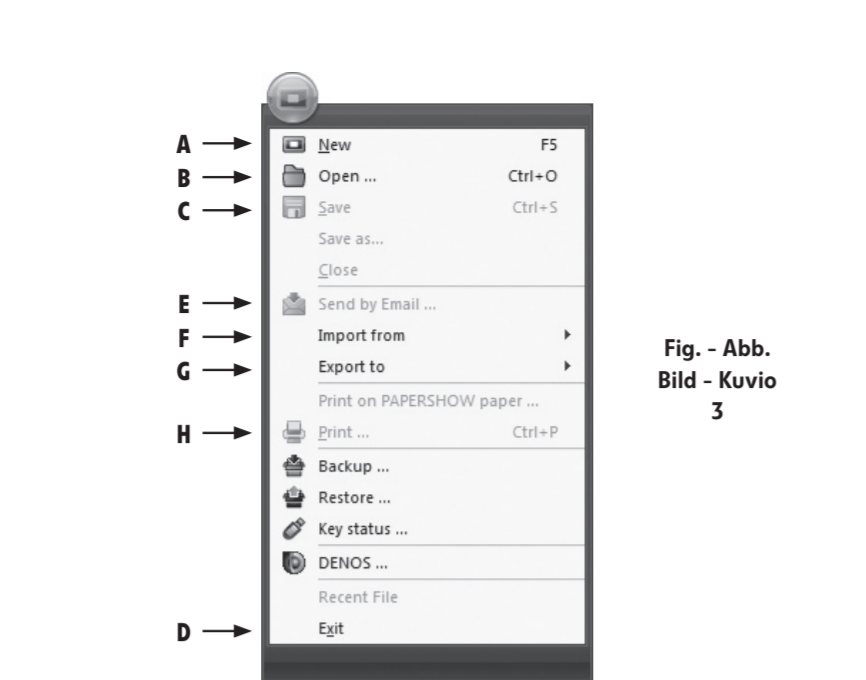 A New F5
B Open ... Ctrl+O
C Save Ctrl+S
Save as...
Close
E Send by Email ...
F Import from
G Export to
Print on PAPERSHOW paper ...
H Print ... Ctrl+P
Backup ...
Restore ...
Key status ...
DENOS ...
Recent File
D Exit
Fig. - Abb.
Bild - Kuvio
3